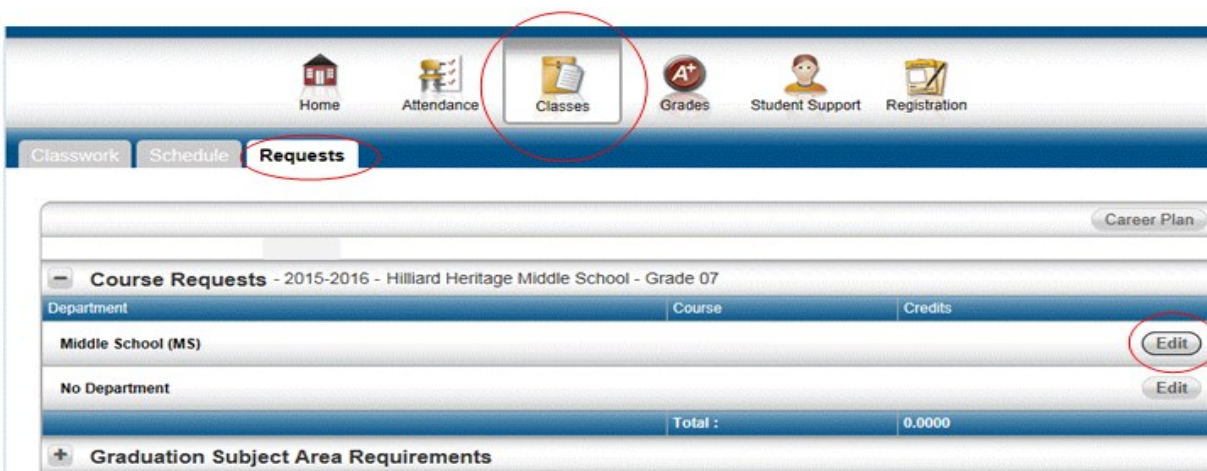 Home Attendance Classes A+ Grades Student Support Registration
Classwork Schedule Requests
Career Plan
Course Requests - 2015-2016 - Hilliard Heritage Middle School - Grade 07
Department Course Credits
Middle School (MS) Edit
No Department Edit
Total : 0.0000
Graduation Subject Area Requirements